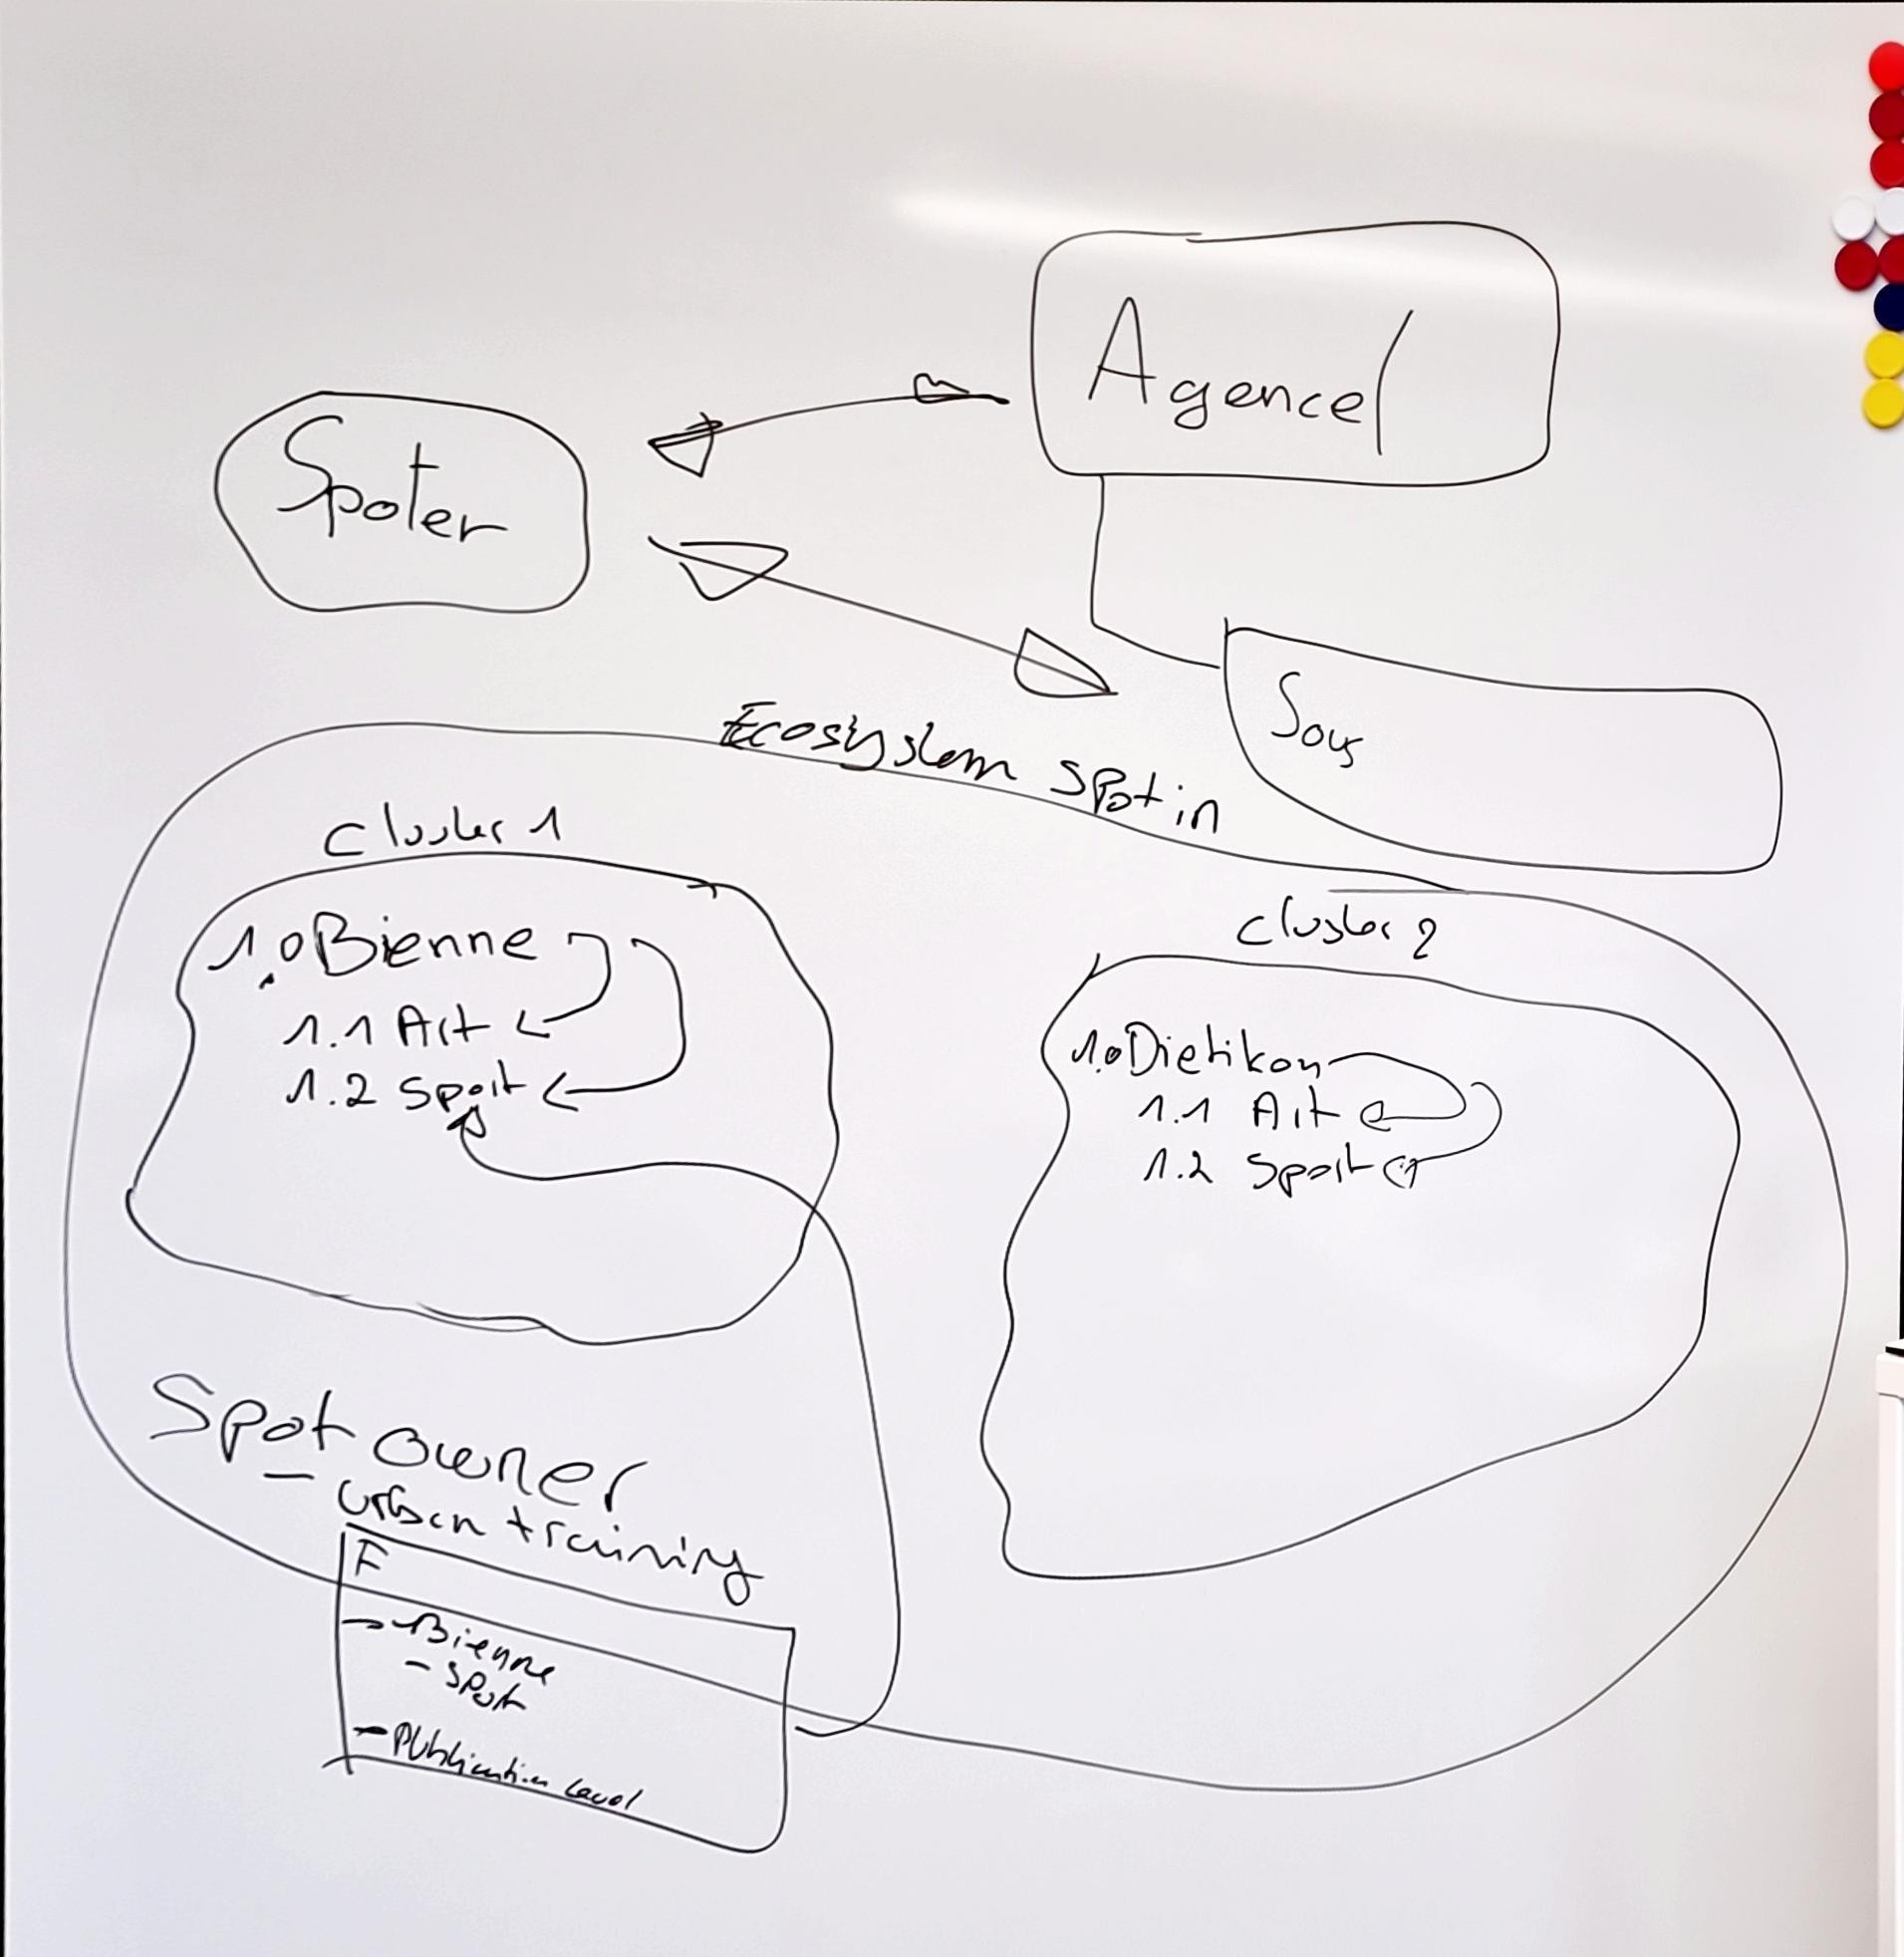 Agence
Spoter
Sous
Ecosystem spotin
Cluster 1
1.0 Bienne
1.1 Art
1.2 Sport
Cluster 2
1.0 Dietikon
1.1 Art
1.2 Sport
Spot owner
- Urban training
F
- Bienne
- Sport
- Publication Level